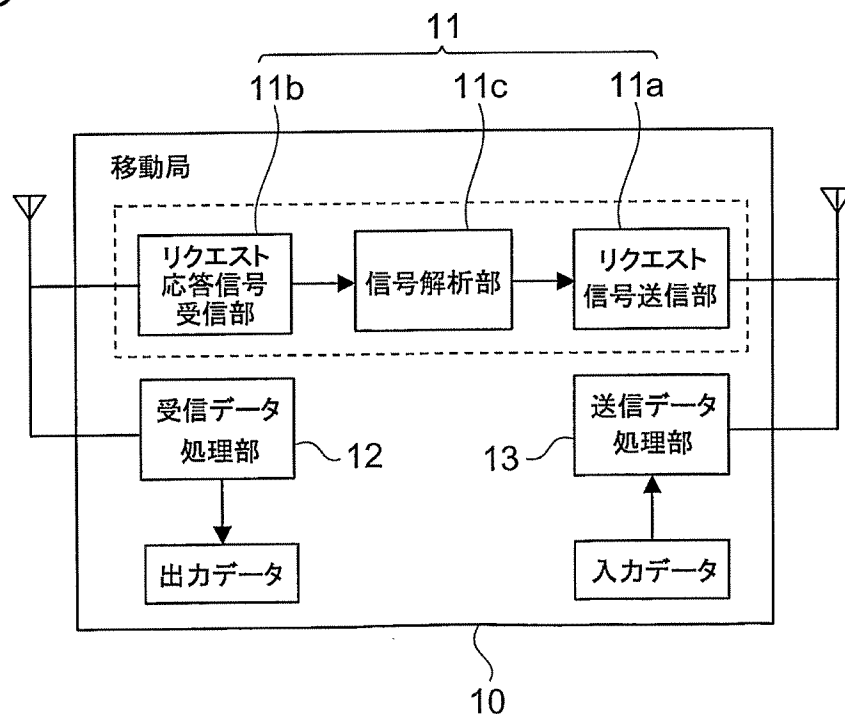 11
11b
11c
11a
移動局
リクエスト
応答信号
受信部
信号解析部
リクエスト
信号送信部
受信データ
処理部
12
送信データ
処理部
13
出力データ
入力データ
10